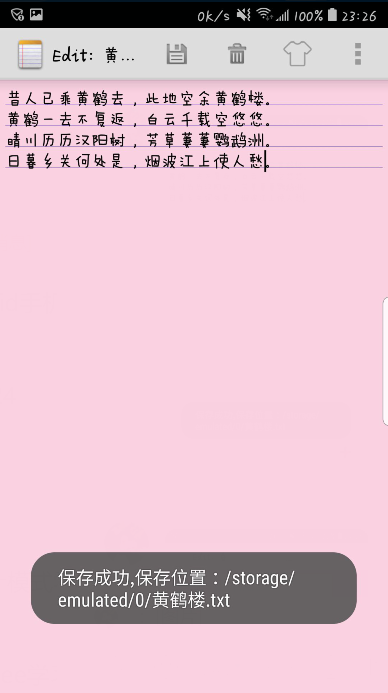 0K/s 100% 23:26
Edit: 黄...
昔人已乘黄鹤去，此地空余黄鹤楼。
黄鹤一去不复返，白云千载空悠悠。
晴川历历汉阳树，芳草萋萋鹦鹉洲。
日暮乡关何处是，烟波江上使人愁。
保存成功,保存位置：/storage/
emulated/0/黄鹤楼.txt